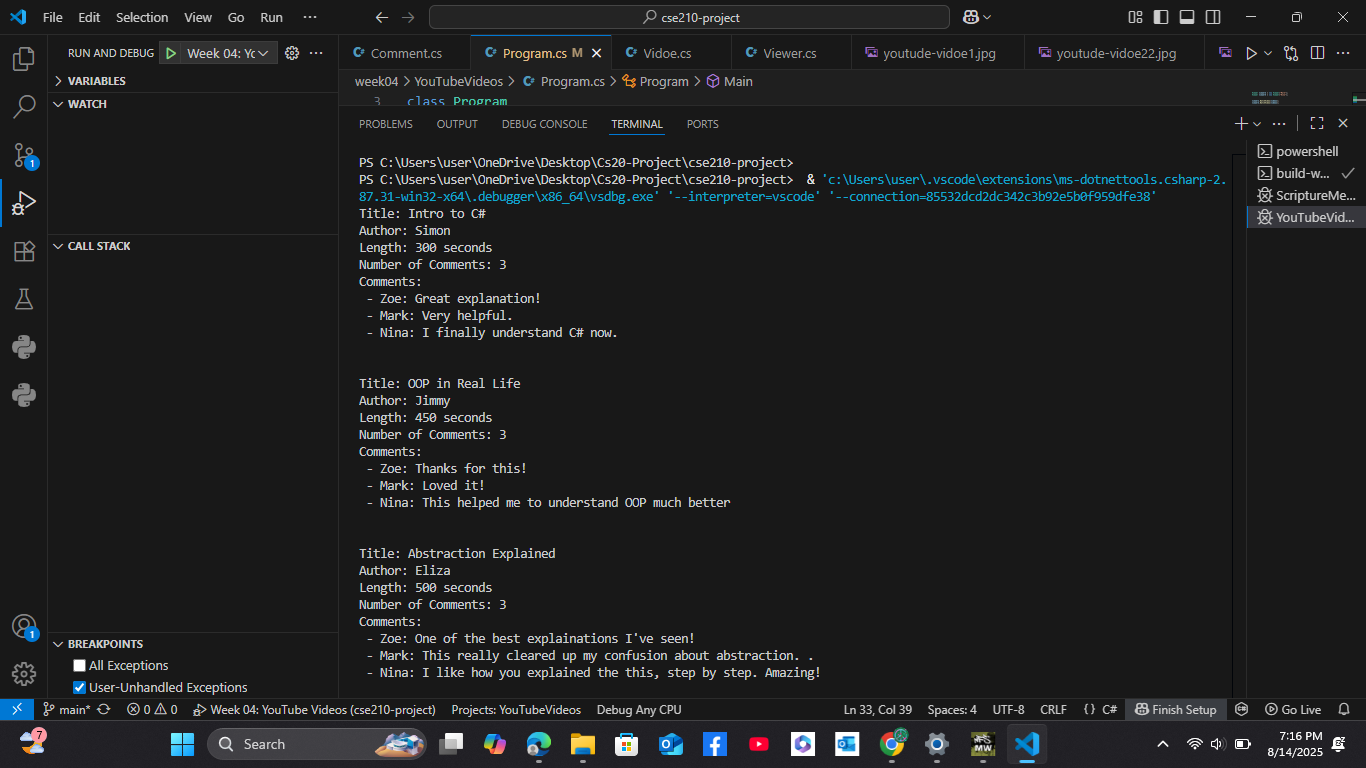 File Edit Selection View Go Run ··· cse210-project
RUN AND DEBUG Week 04: Yo ···
Comment.cs Program.cs M Vidoe.cs Viewer.cs youtude-vidoe1.jpg youtude-vidoe22.jpg ···
VARIABLES
WATCH
CALL STACK
BREAKPOINTS
All Exceptions
User-Unhandled Exceptions
week04 > YouTubeVideos > Program.cs > Program > Main
3 class Program
PROBLEMS OUTPUT DEBUG CONSOLE TERMINAL PORTS
PS C:\Users\user\OneDrive\Desktop\Cs20-Project\cse210-project>
PS C:\Users\user\OneDrive\Desktop\Cs20-Project\cse210-project> & 'c:\Users\user\.vscode\extensions\ms-dotnettools.csharp-2.
87.31-win32-x64\.debugger\x86_64\vsdbg.exe' '--interpreter=vscode' '--connection=85532dcd2dc342c3b92e5b0f959dfe38'
Title: Intro to C#
Author: Simon
Length: 300 seconds
Number of Comments: 3
Comments:
- Zoe: Great explanation!
- Mark: Very helpful.
- Nina: I finally understand C# now.
Title: OOP in Real Life
Author: Jimmy
Length: 450 seconds
Number of Comments: 3
Comments:
- Zoe: Thanks for this!
- Mark: Loved it!
- Nina: This helped me to understand OOP much better
Title: Abstraction Explained
Author: Eliza
Length: 500 seconds
Number of Comments: 3
Comments:
- Zoe: One of the best explainations I've seen!
- Mark: This really cleared up my confusion about abstraction. .
- Nina: I like how you explained the this, step by step. Amazing!
powershell
build-w...
ScriptureMe...
YouTubeVid...
1
1
main* 0 0 Week 04: YouTube Videos (cse210-project) Projects: YouTubeVideos Debug Any CPU Ln 33, Col 39 Spaces: 4 UTF-8 CRLF {} C# Finish Setup Go Live
7 Search MW 7:16 PM
8/14/2025